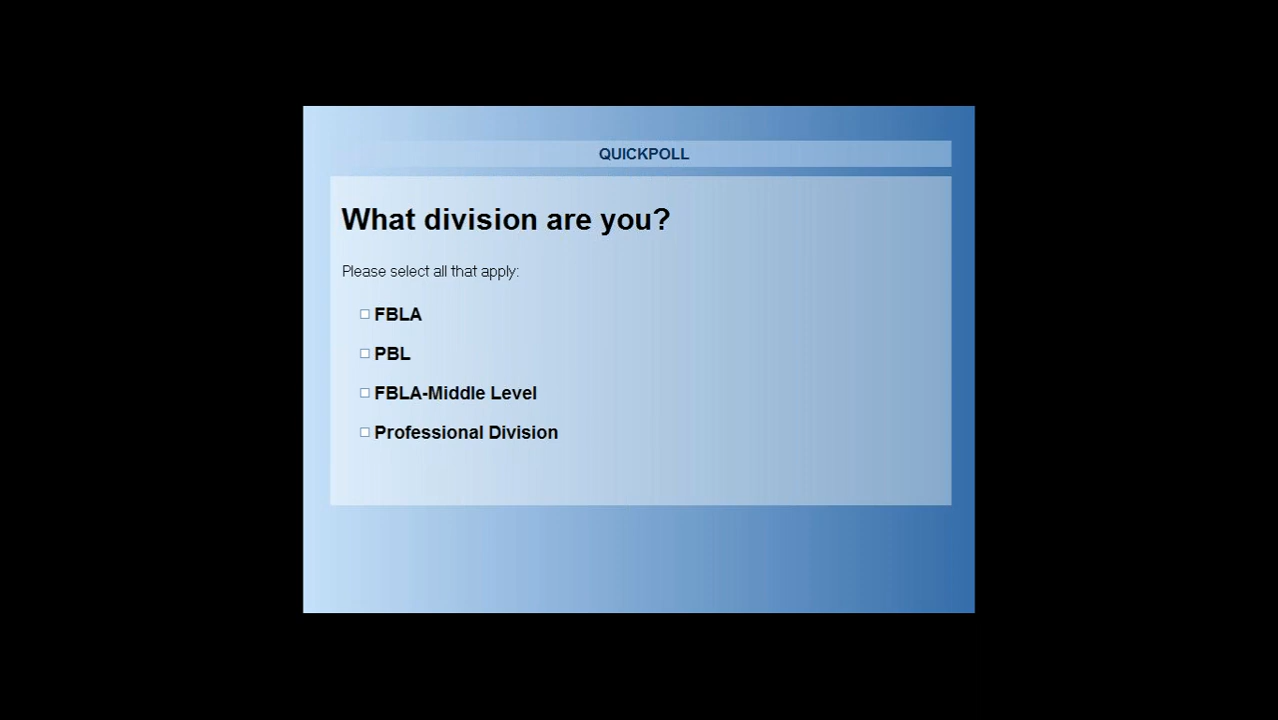 QUICKPOLL
What division are you?
Please select all that apply:
FBLA
PBL
FBLA-Middle Level
Professional Division